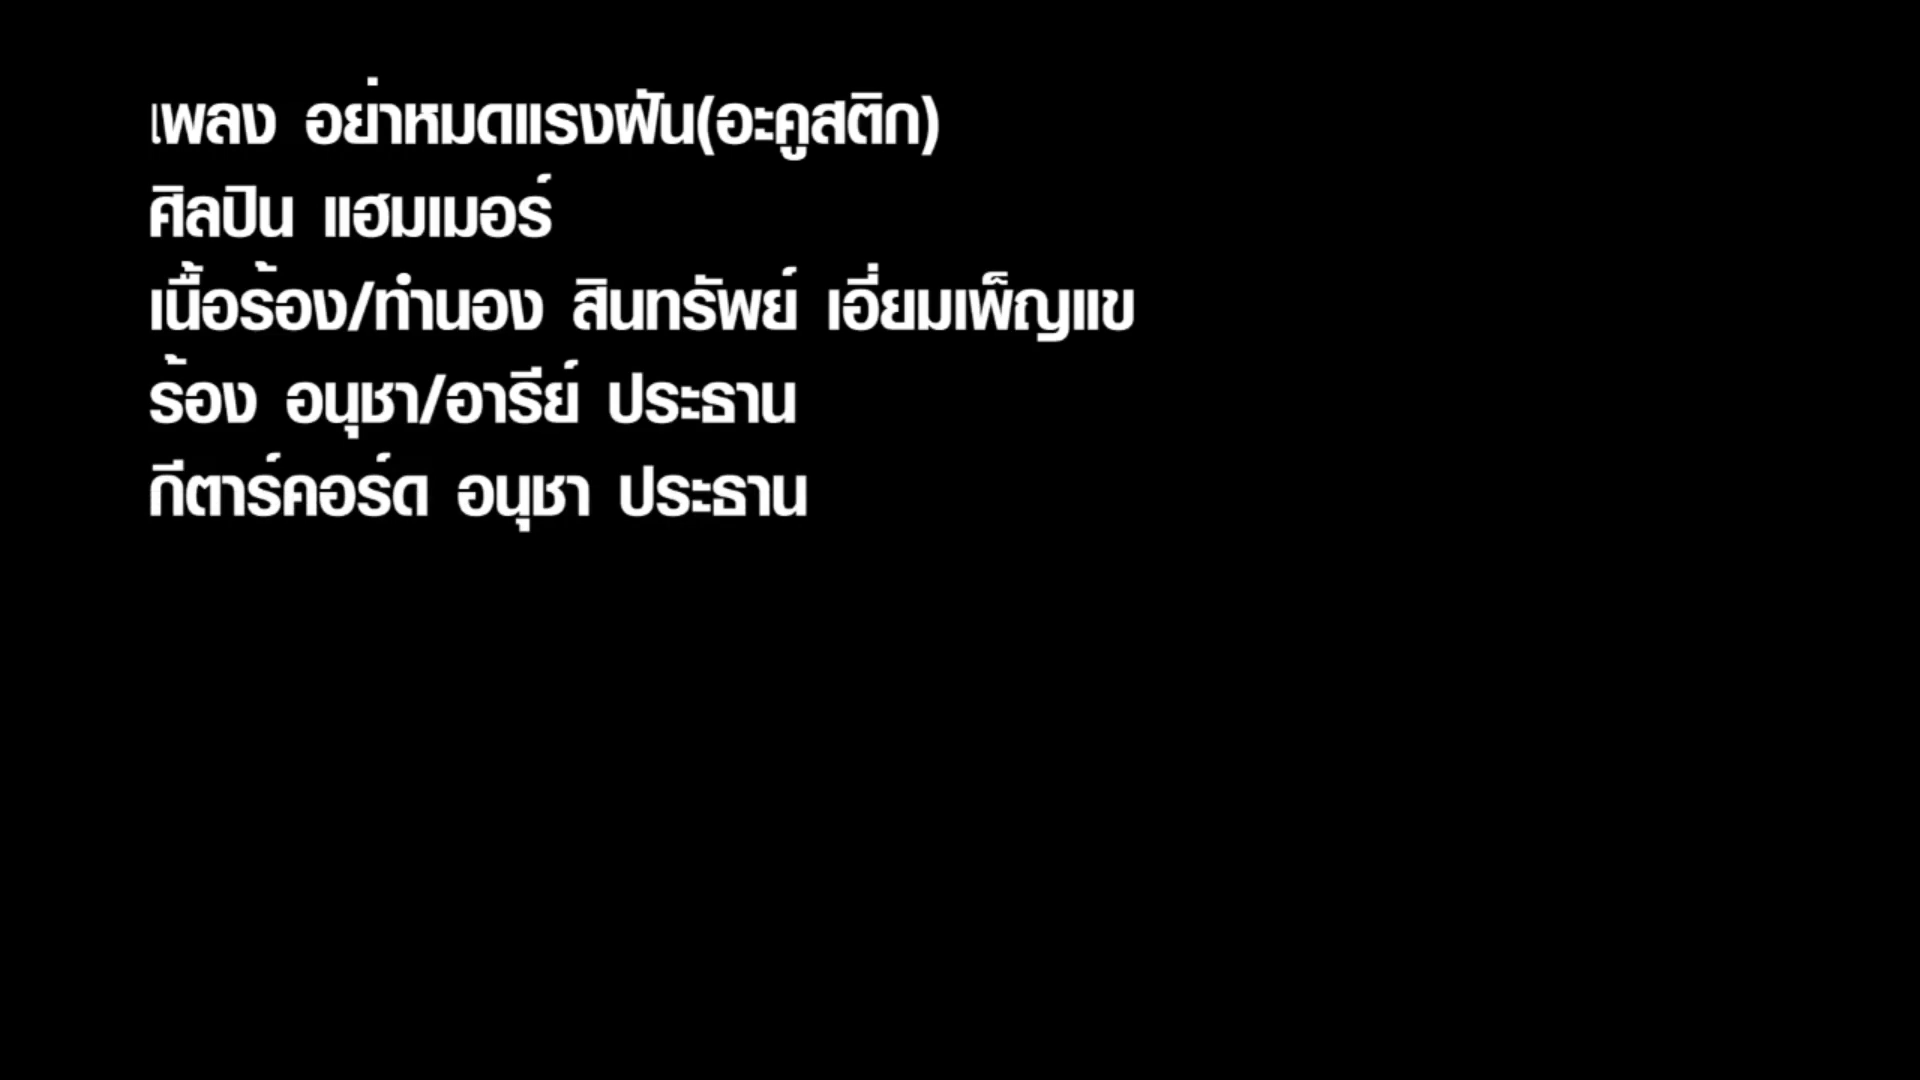 เพลง อย่าหมดแรงฝัน(อะคูสติก)
ศิลปิน แฮมเมอร์
เนื้อร้อง/ทำนอง สินทรัพย์ เอี่ยมเพ็ญแข
ร้อง อนุชา/อารีย์ ประธาน
กีตาร์คอร์ด อนุชา ประธาน